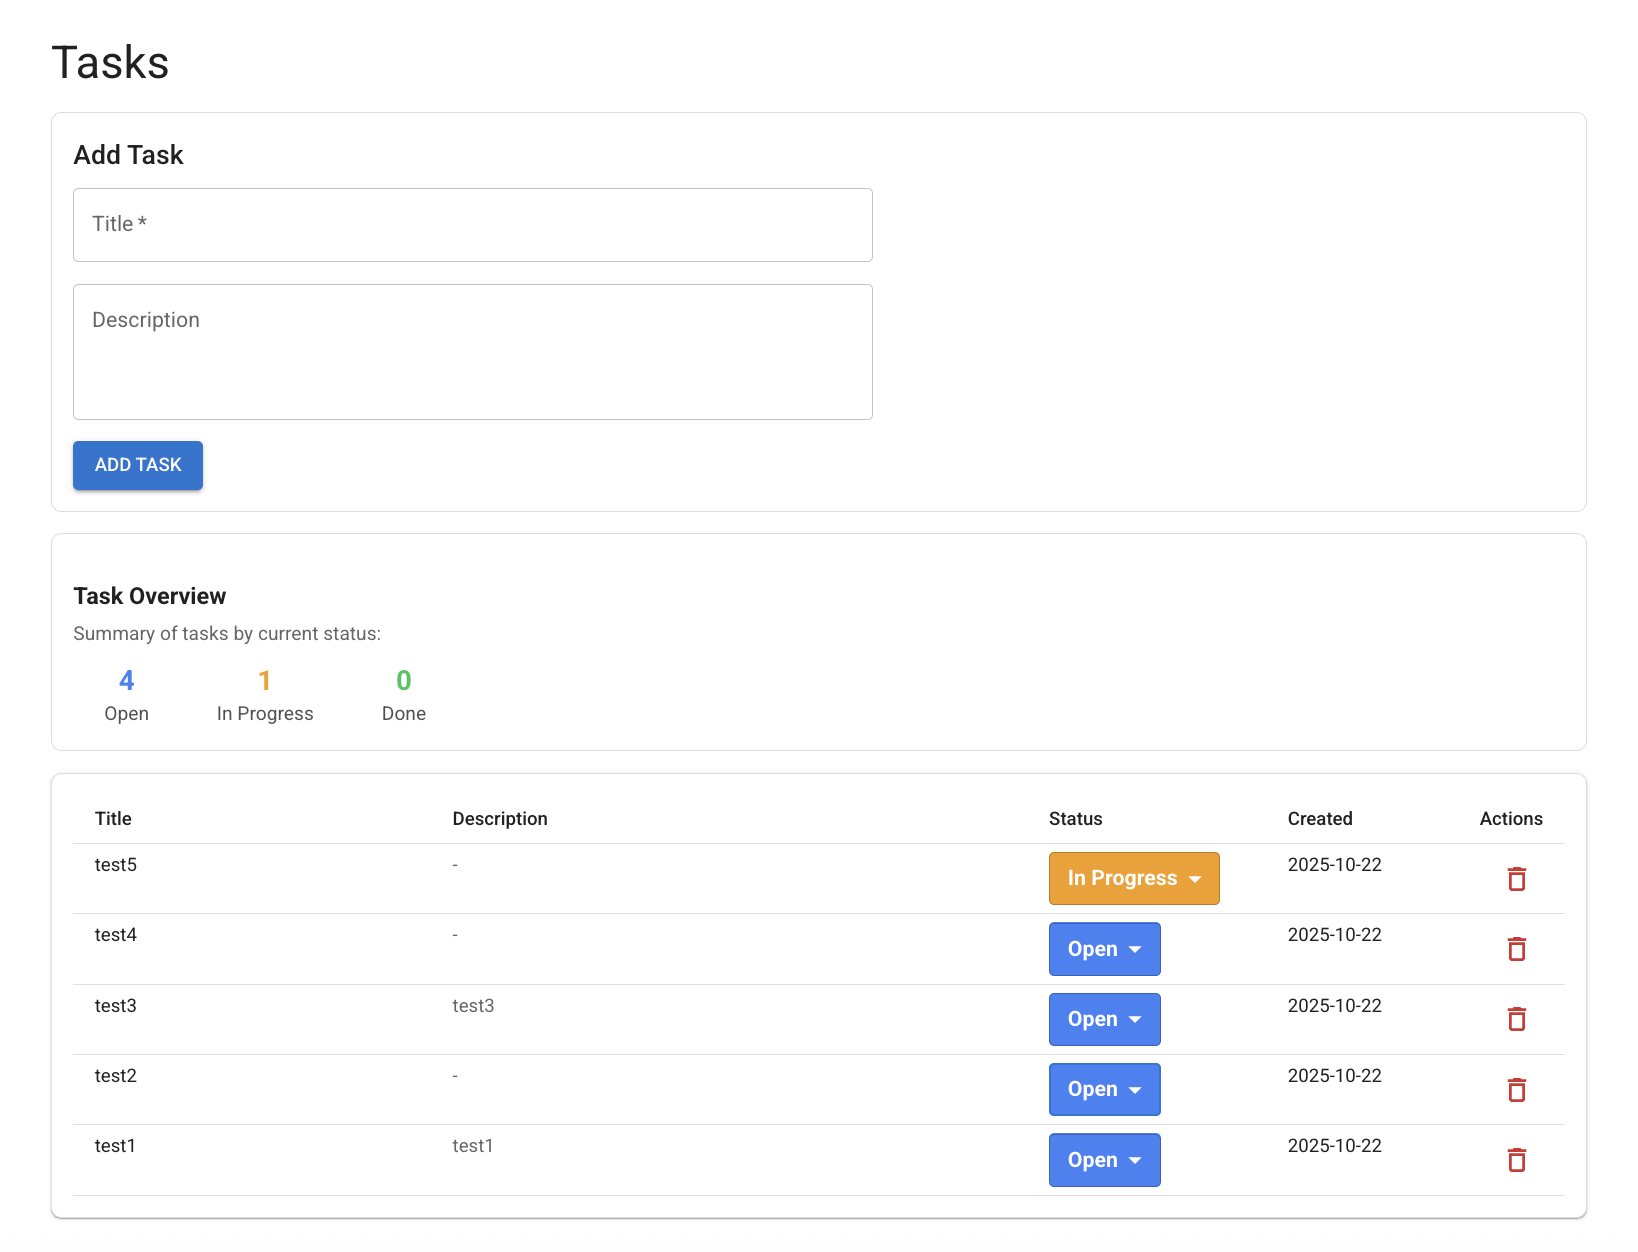 Tasks
Add Task
Title *
Description
ADD TASK
Task Overview
Summary of tasks by current status:
4 1 0
Open In Progress Done
Title Description Status Created Actions
test5 - In Progress 2025-10-22
test4 - Open 2025-10-22
test3 test3 Open 2025-10-22
test2 - Open 2025-10-22
test1 test1 Open 2025-10-22